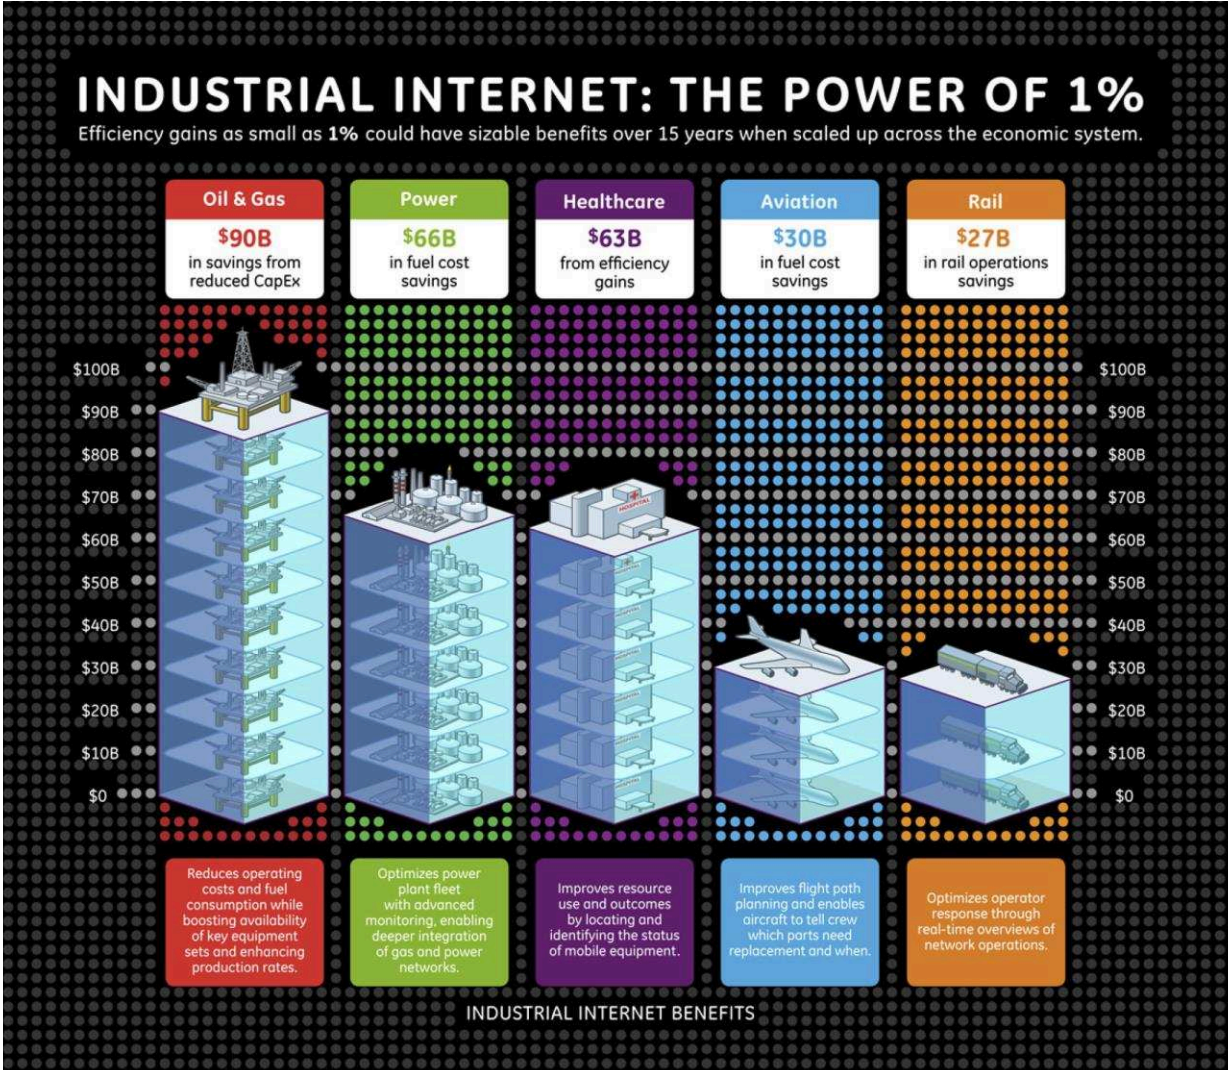 INDUSTRIAL INTERNET: THE POWER OF 1%
Efficiency gains as small as 1% could have sizable benefits over 15 years when scaled up across the economic system.
Oil & Gas
$90B
in savings from
reduced CapEx
Power
$66B
in fuel cost
savings
Healthcare
$63B
from efficiency
gains
Aviation
$30B
in fuel cost
savings
Rail
$27B
in rail operations
savings
$100B
$90B
$80B
$70B
$60B
$50B
$40B
$30B
$20B
$10B
$0
HOSPITAL
HOSPITAL
HOSPITAL
HOSPITAL
HOSPITAL
HOSPITAL
HOSPITAL
$100B
$90B
$80B
$70B
$60B
$50B
$40B
$30B
$20B
$10B
$0
Reduces operating
costs and fuel
consumption while
boosting availability
of key equipment
sets and enhancing
production rates.
Optimizes power
plant fleet
with advanced
monitoring, enabling
deeper integration
of gas and power
networks.
Improves resource
use and outcomes
by locating and
identifying the status
of mobile equipment.
Improves flight path
planning and enables
aircraft to tell crew
which parts need
replacement and when.
Optimizes operator
response through
real-time overviews of
network operations.
INDUSTRIAL INTERNET BENEFITS